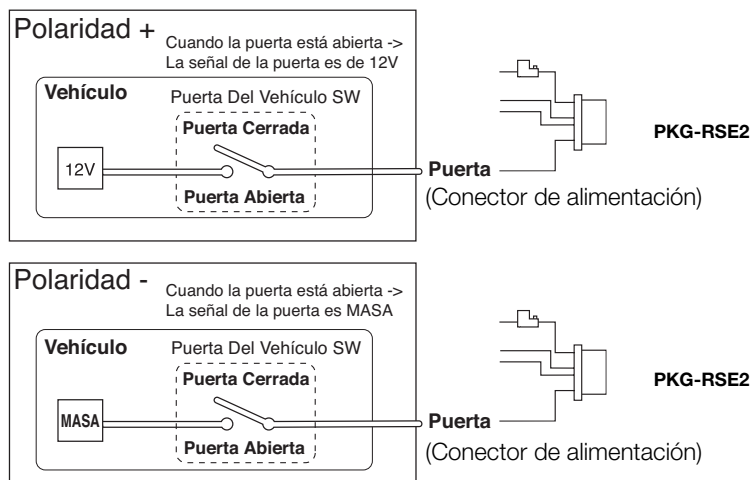 Polaridad +
Cuando la puerta está abierta ->
La señal de la puerta es de 12V
Vehículo
Puerta Del Vehículo SW
Puerta Cerrada
12V
Puerta Abierta
Puerta
(Conector de alimentación)
PKG-RSE2
Polaridad -
Cuando la puerta está abierta ->
La señal de la puerta es MASA
Vehículo
Puerta Del Vehículo SW
Puerta Cerrada
MASA
Puerta Abierta
Puerta
(Conector de alimentación)
PKG-RSE2